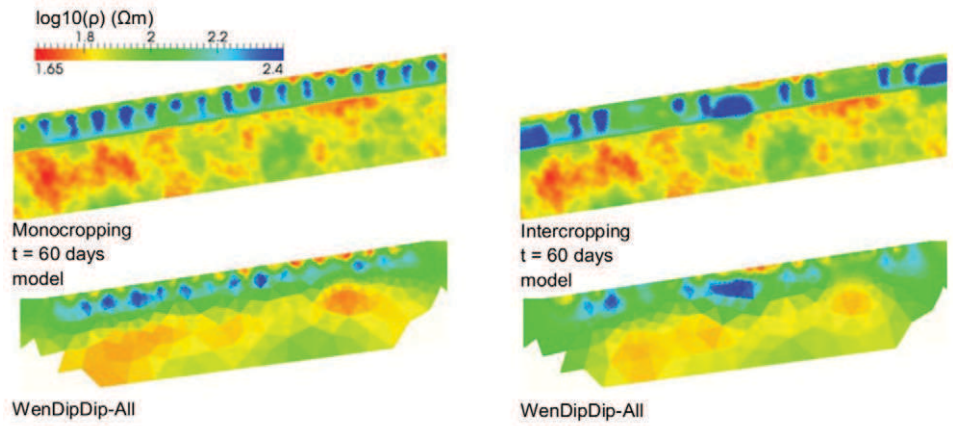 log10(ρ) (Ωm)
1.8 2 2.2
1.65 2.4
Monocropping
t = 60 days
model
Intercropping
t = 60 days
model
WenDipDip-All
WenDipDip-All